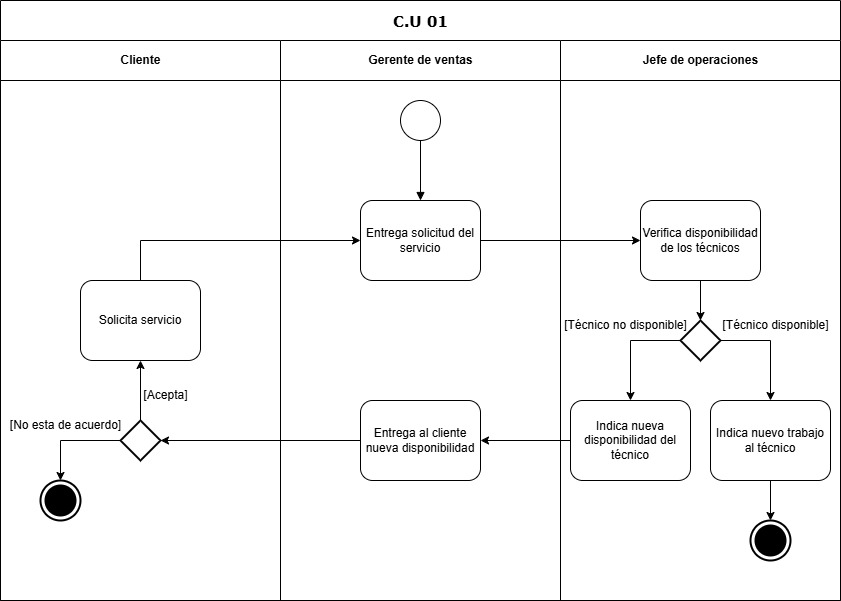 C.U 01
Cliente
Gerente de ventas
Jefe de operaciones
Entrega solicitud del
servicio
Verifica disponibilidad
de los técnicos
Solicita servicio
[Técnico no disponible]
[Técnico disponible]
[Acepta]
[No esta de acuerdo]
Entrega al cliente
nueva disponibilidad
Indica nueva
disponibilidad del
técnico
Indica nuevo trabajo
al técnico